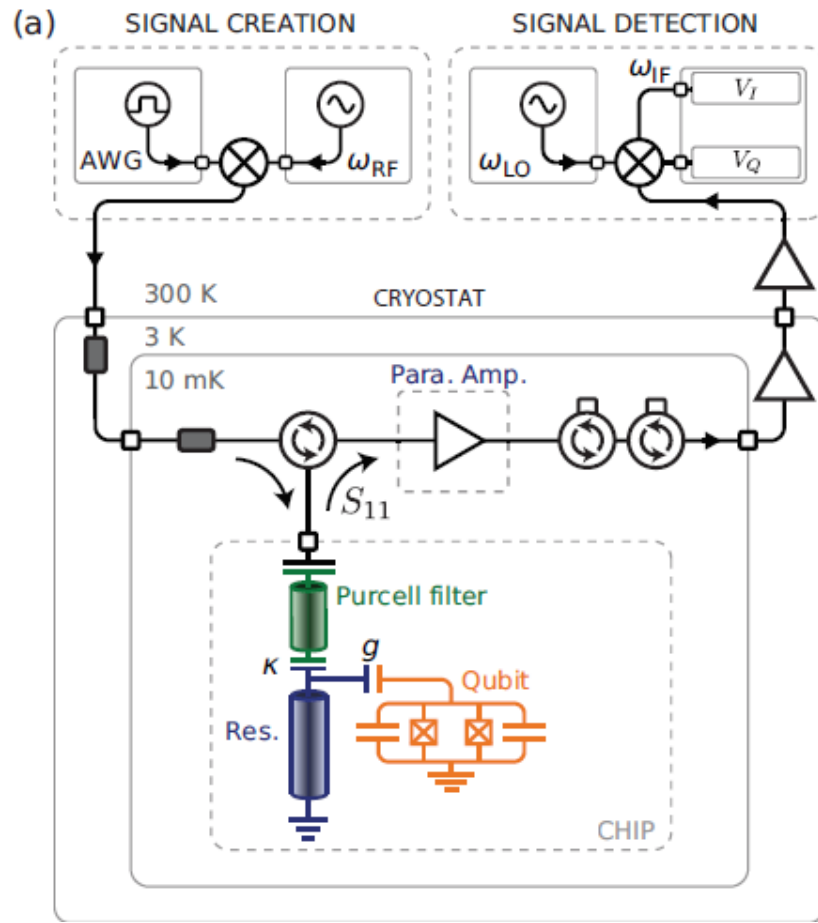 (a)
SIGNAL CREATION
SIGNAL DETECTION
AWG
ω_RF
ω_LO
ω_IF
V_I
V_Q
300 K
CRYOSTAT
3 K
10 mK
Para. Amp.
S_11
Purcell filter
κ
g
Qubit
Res.
CHIP